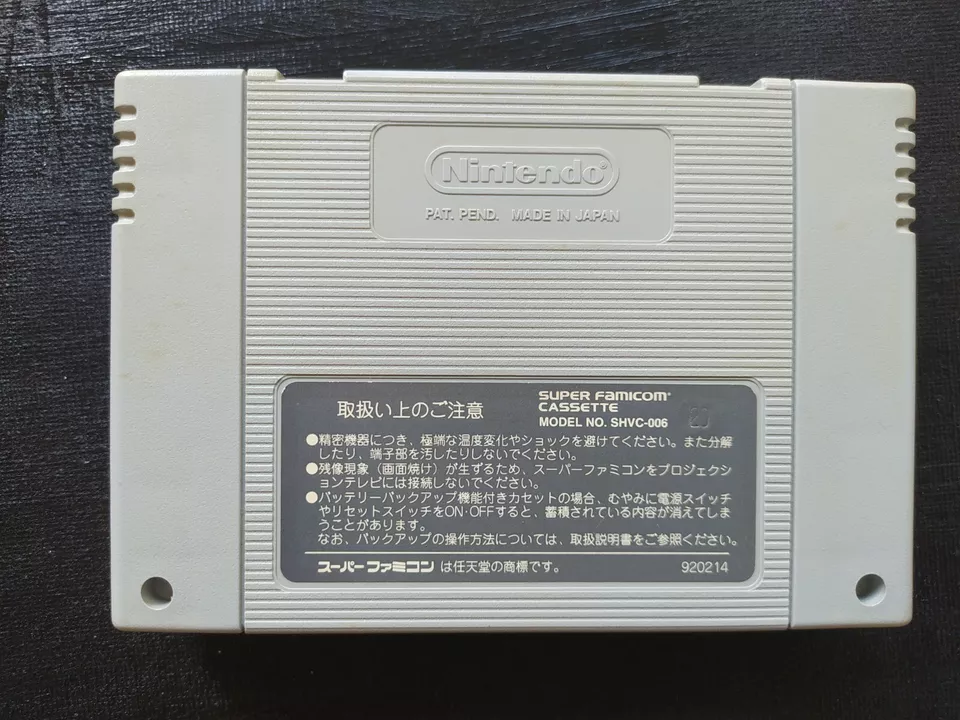 Nintendo®
PAT. PEND. MADE IN JAPAN
取扱い上のご注意
SUPER FAMICOM®
CASSETTE
MODEL NO. SHVC-006
●精密機器につき、極端な温度変化やショックを避けてください。また分解
したり、端子部を汚したりしないでください。
●残像現象（画面焼け）が生ずるため、スーパーファミコンをプロジェクシ
ョンテレビには接続しないでください。
●バッテリーバックアップ機能付きカセットの場合、むやみに電源スイッチ
やリセットスイッチをON・OFFすると、蓄積されている内容が消えてしま
うことがあります。
なお、バックアップの操作方法については、取扱説明書をご参照ください。
スーパーファミコン は任天堂の商標です。
920214